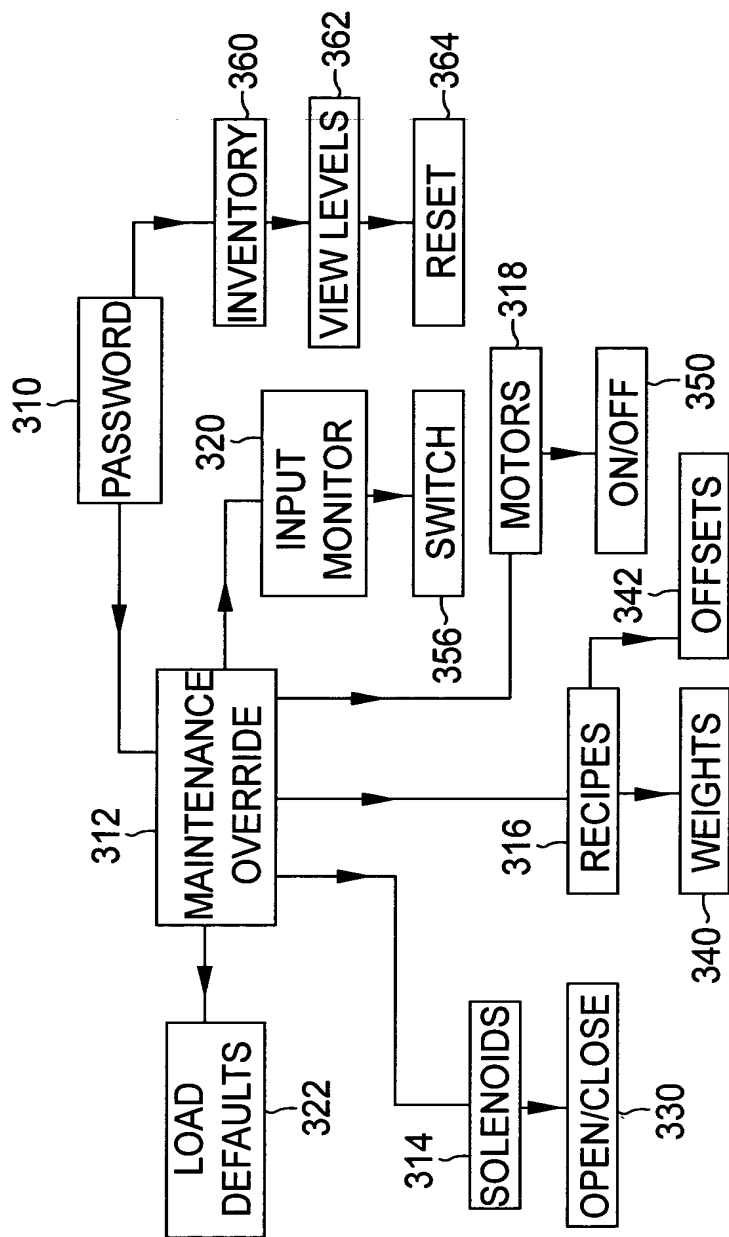 310
PASSWORD
312
MAINTENANCE
OVERRIDE
LOAD
DEFAULTS
322
320
INPUT
MONITOR
SWITCH
356
INVENTORY
360
VIEW LEVELS
362
RESET
364
MOTORS
318
ON/OFF
350
316
RECIPES
342
OFFSETS
340
WEIGHTS
314
SOLENOIDS
OPEN/CLOSE
330